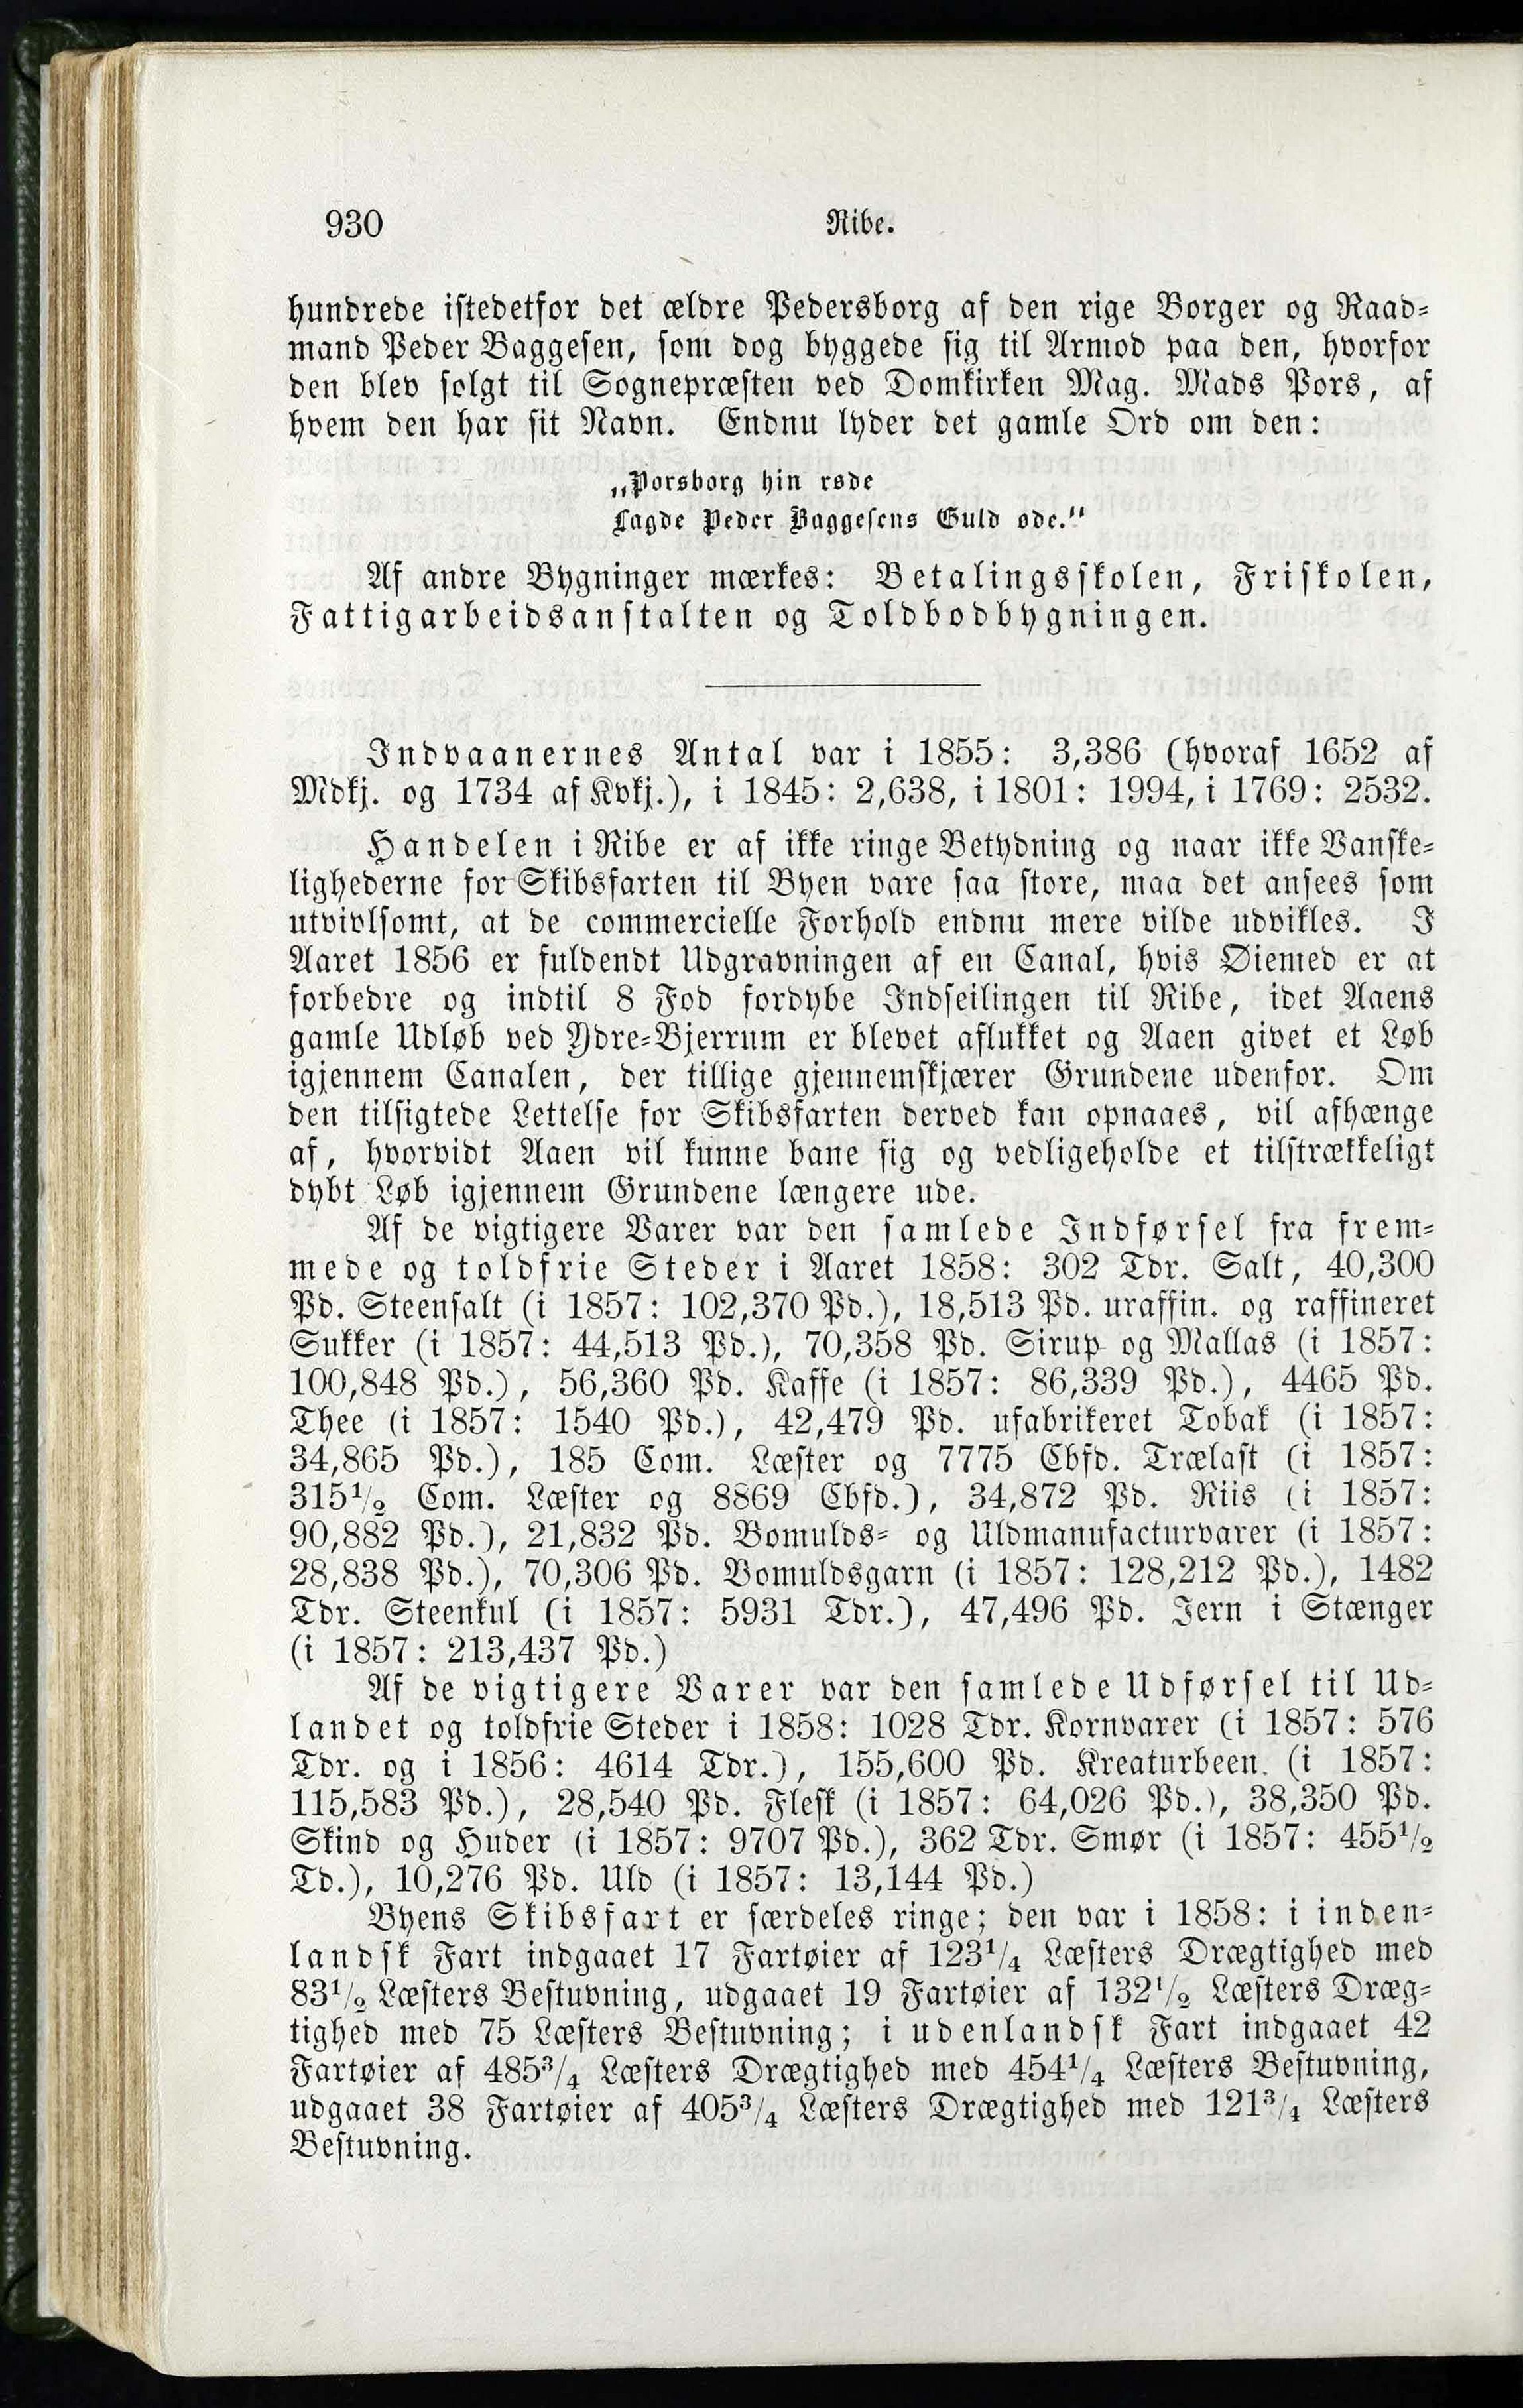 930
Ribe.
hundrede istedetfor det ældre Pedersborg af den rige Borger og Raad-
mand Peder Baggesen, som dog byggede sig til Armod paa den, hvorfor
den blev solgt til Sognepræsten ved Domkirken Mag. Mads Pors, af
hvem den har sit Navn. Endnu lyder det gamle Ord om den:
„Porsborg hin røde
Lagde Peder Baggesens Guld øde."
Af andre Bygninger mærkes: Betalingsskolen, Friskolen,
Fattigarbeidsanstalten og Toldbodbygningen.
Indvaanernes Antal var i 1855: 3,386 (hvoraf 1652 af
Mdkj. og 1734 af Kvkj.), i 1845: 2,638, i 1801: 1994, i 1769: 2532.
Handelen i Ribe er af ikke ringe Betydning og naar ikke Vanske-
lighederne for Skibsfarten til Byen vare saa store, maa det ansees som
utvivlsomt, at de commercielle Forhold endnu mere vilde udvikles. I
Aaret 1856 er fuldendt Udgravningen af en Canal, hvis Øiemed er at
forbedre og indtil 8 Fod fordybe Indseilingen til Ribe, idet Aaens
gamle Udløb ved Ydre-Bjerrum er blevet aflukket og Aaen givet et Løb
igjennem Canalen, der tillige gjennemskjærer Grundene udenfor. Om
den tilsigtede Lettelse for Skibsfarten derved kan opnaaes, vil afhænge
af, hvorvidt Aaen vil kunne bane sig og vedligeholde et tilstrækkeligt
dybt Løb igjennem Grundene længere ude.
Af de vigtigere Varer var den samlede Indførsel fra frem-
mede og toldfrie Steder i Aaret 1858: 302 Tdr. Salt, 40,300
Pd. Steensalt (i 1857: 102,370 Pd.), 18,513 Pd. uraffin. og raffineret
Sukker (i 1857: 44,513 Pd.), 70,358 Pd. Sirup og Mallas (i 1857:
100,848 Pd.), 56,360 Pd. Kaffe (i 1857: 86,339 Pd.), 4465 Pd.
Thee (i 1857: 1540 Pd.), 42,479 Pd. ufabrikeret Tobak (i 1857:
34,865 Pd.), 185 Com. Læster og 7775 Cbfd. Trælast (i 1857:
315½ Com. Læster og 8869 Cbfd.), 34,872 Pd. Riis (i 1857:
90,882 Pd.), 21,832 Pd. Bomulds- og Uldmanufacturvarer (i 1857:
28,838 Pd.), 70,306 Pd. Bomuldsgarn (i 1857: 128,212 Pd.), 1482
Tdr. Steenkul (i 1857: 5931 Tdr.), 47,496 Pd. Jern i Stænger
(i 1857: 213,437 Pd.)
Af de vigtigere Varer var den samlede Udførsel til Ud-
landet og toldfrie Steder i 1858: 1028 Tdr. Kornvarer (i 1857: 576
Tdr. og i 1856: 4614 Tdr.), 155,600 Pd. Kreaturbeen. (i 1857:
115,583 Pd.), 28,540 Pd. Flesk (i 1857: 64,026 Pd.), 38,350 Pd.
Skind og Huder (i 1857: 9707 Pd.), 362 Tdr. Smør (i 1857: 455½
Td.), 10,276 Pd. Uld (i 1857: 13,144 Pd.)
Byens Skibsfart er særdeles ringe; den var i 1858: i inden-
landsk Fart indgaaet 17 Fartøier af 123¼ Læsters Drægtighed med
83½ Læsters Bestuvning, udgaaet 19 Fartøier af 132½ Læsters Dræg-
tighed med 75 Læsters Bestuvning; i udenlandsk Fart indgaaet 42
Fartøier af 485¾ Læsters Drægtighed med 454¼ Læsters Bestuvning,
udgaaet 38 Fartøier af 405¾ Læsters Drægtighed med 121¾ Læsters
Bestuvning.